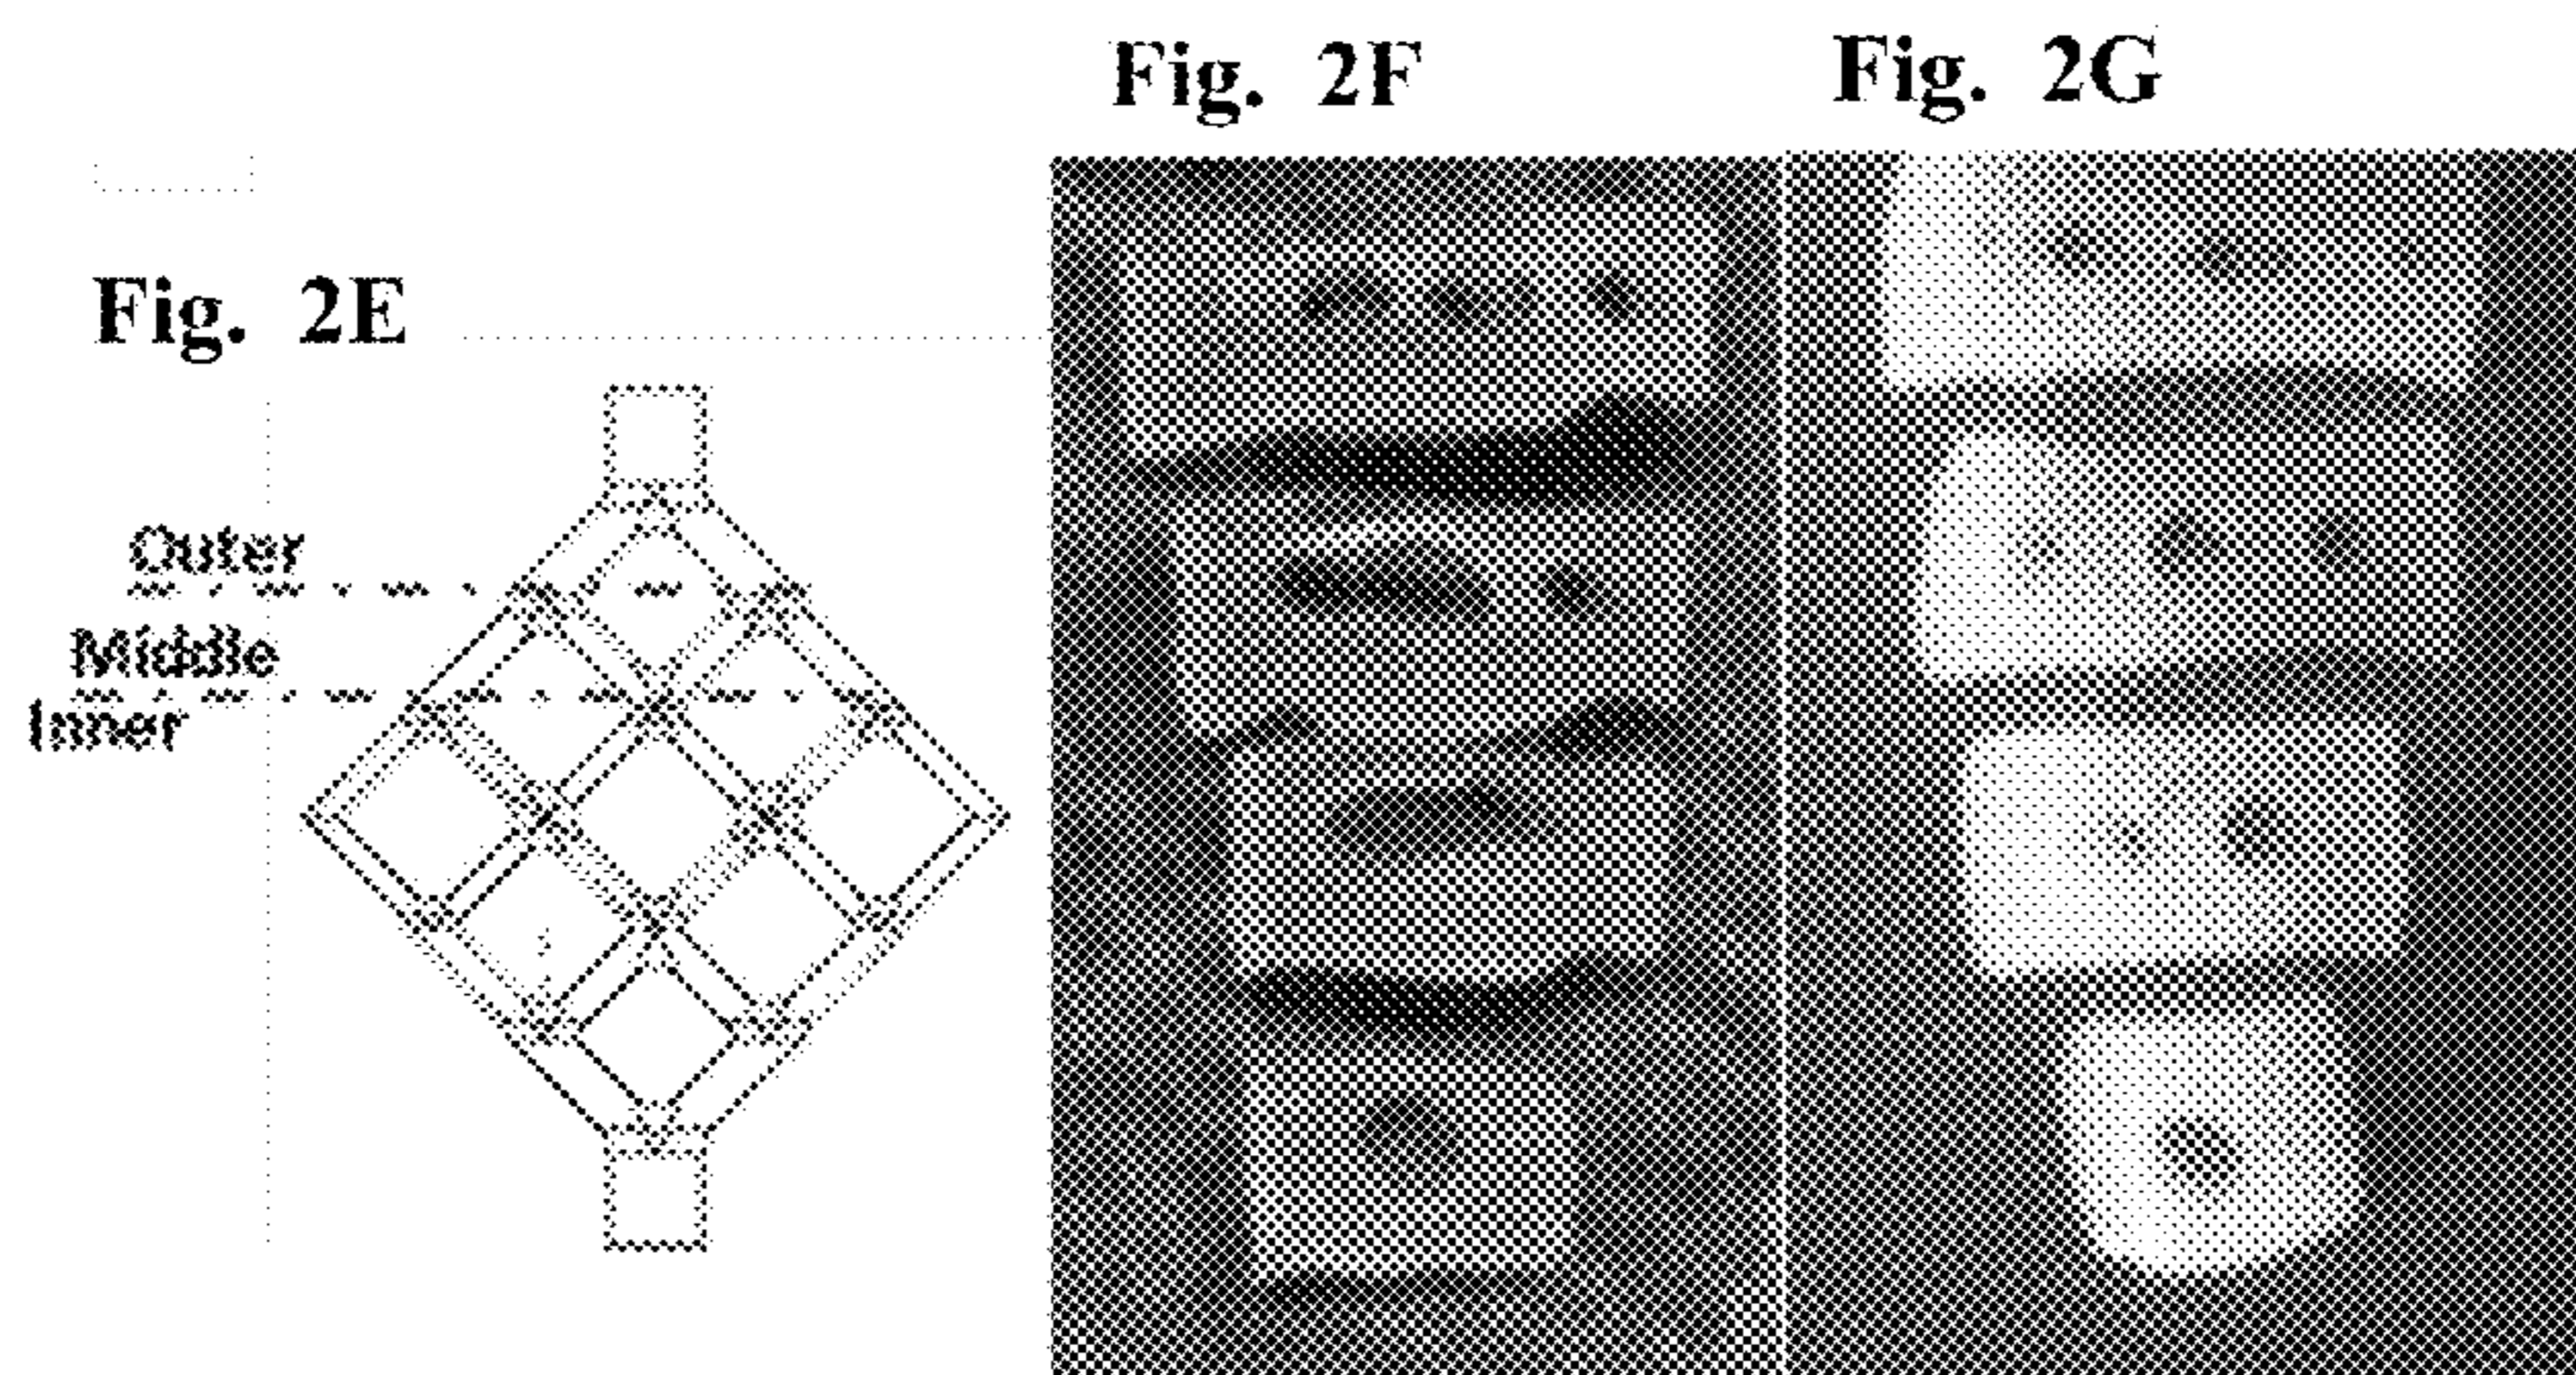 Fig. 2F
Fig. 2G
Fig. 2E
Outer
Middle
Inner